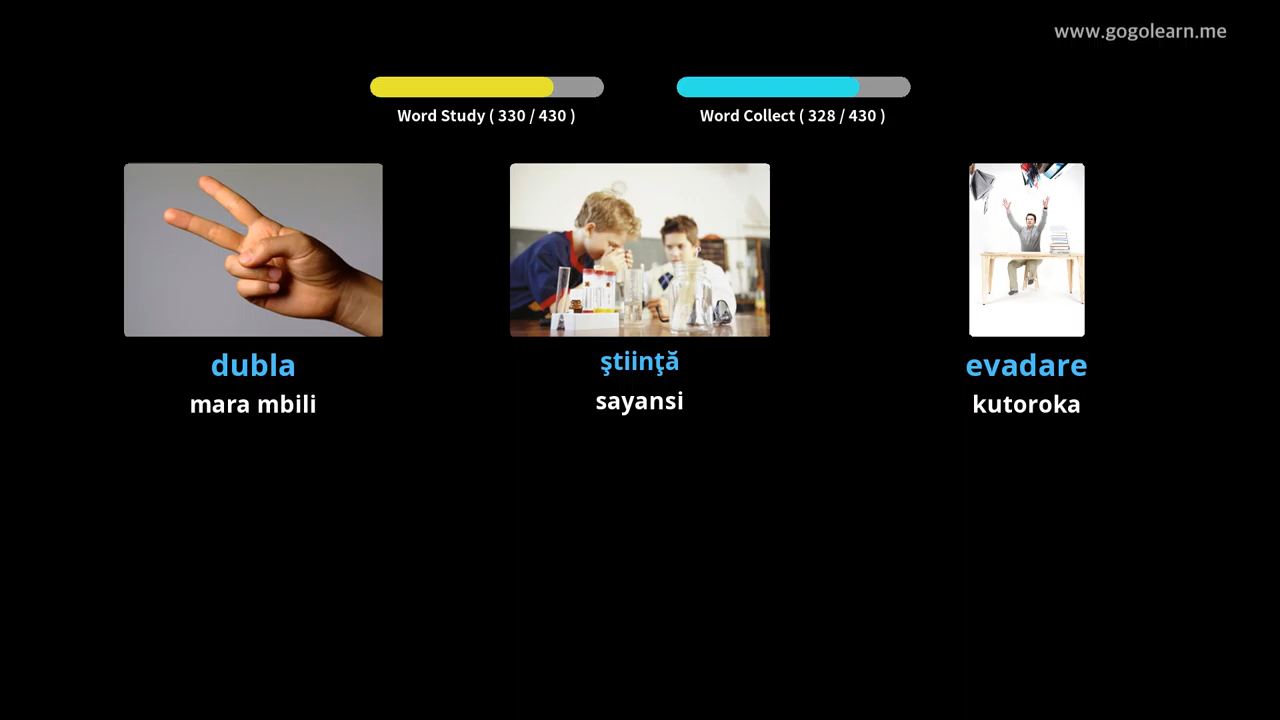 www.gogolearn.me
Word Study ( 330 / 430 )
Word Collect ( 328 / 430 )
dubla
mara mbili
ştiinţă
sayansi
evadare
kutoroka